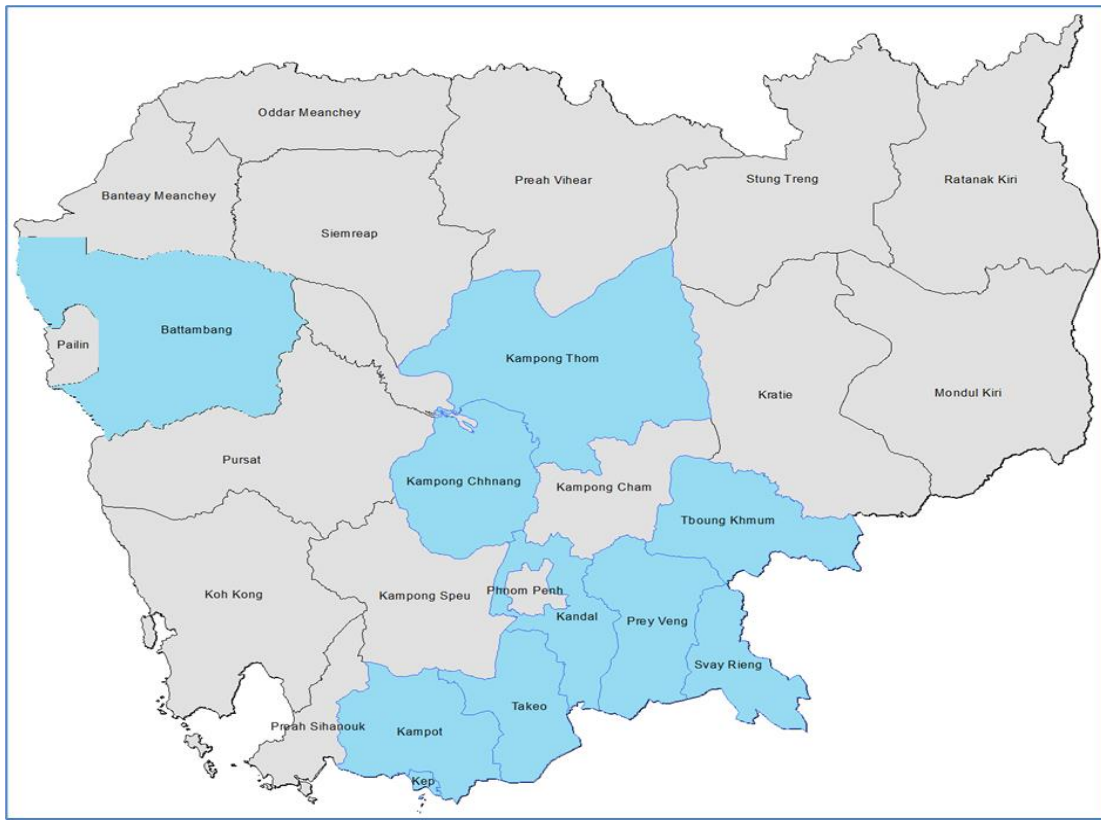 Oddar Meanchey
Banteay Meanchey
Preah Vihear
Stung Treng
Ratanak Kiri
Siemreap
Battambang
Pailin
Kampong Thom
Kratie
Mondul Kiri
Pursat
Kampong Chhnang
Kampong Cham
Tboung Khmum
Koh Kong
Kampong Speu
Phnom Penh
Kandal
Prey Veng
Svay Rieng
Preah Sihanouk
Kampot
Takeo
Kep